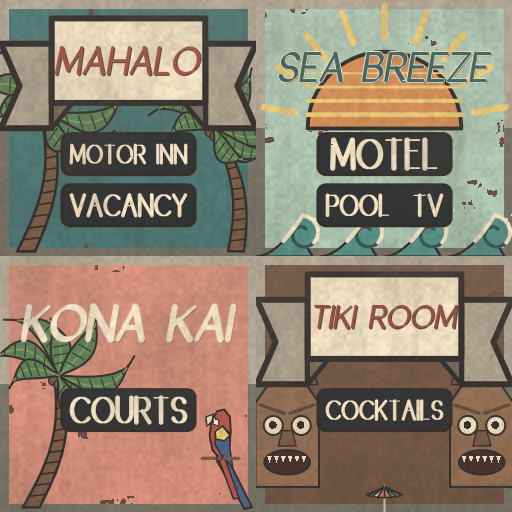 MAHALO
MOTOR INN
VACANCY
SEA BREEZE
MOTEL
POOL TV
KONA KAI
COURTS
TIKI ROOM
COCKTAILS